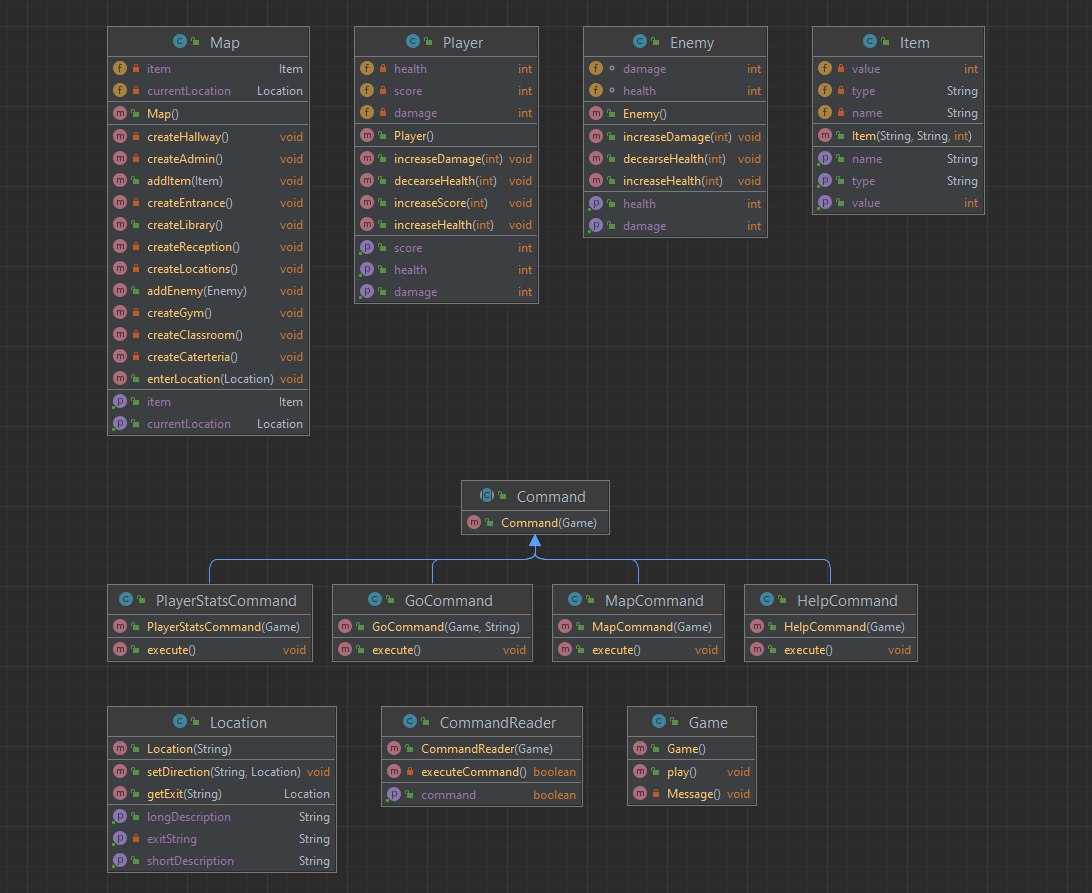 Map
item Item
currentLocation Location
Map()
createHallway() void
createAdmin() void
addItem(Item) void
createEntrance() void
createLibrary() void
createReception() void
createLocations() void
addEnemy(Enemy) void
createGym() void
createClassroom() void
createCaterteria() void
enterLocation(Location) void
item Item
currentLocation Location
Player
health int
score int
damage int
Player()
increaseDamage(int) void
decearseHealth(int) void
increaseScore(int) void
increaseHealth(int) void
score int
health int
damage int
Enemy
damage int
health int
Enemy()
increaseDamage(int) void
decearseHealth(int) void
increaseHealth(int) void
health int
damage int
Item
value int
type String
name String
Item(String, String, int)
name String
type String
value int
Command
Command(Game)
PlayerStatsCommand
PlayerStatsCommand(Game)
execute() void
GoCommand
GoCommand(Game, String)
execute() void
MapCommand
MapCommand(Game)
execute() void
HelpCommand
HelpCommand(Game)
execute() void
Location
Location(String)
setDirection(String, Location) void
getExit(String) Location
longDescription String
exitString String
shortDescription String
CommandReader
CommandReader(Game)
executeCommand() boolean
command boolean
Game
Game()
play() void
Message() void